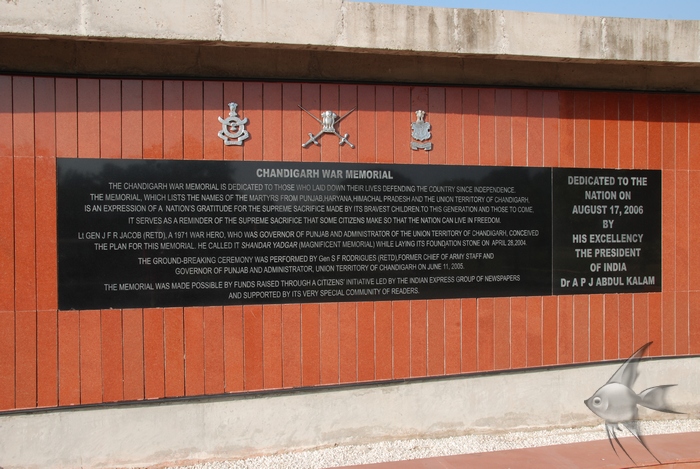 CHANDIGARH WAR MEMORIAL
THE CHANDIGARH WAR MEMORIAL IS DEDICATED TO THOSE WHO LAID DOWN THEIR LIVES DEFENDING THE COUNTRY SINCE INDEPENDENCE.
THE MEMORIAL, WHICH LISTS THE NAMES OF THE MARTYRS FROM PUNJAB,HARYANA,HIMACHAL PRADESH AND THE UNION TERRITORY OF CHANDIGARH,
IS AN EXPRESSION OF A NATION'S GRATITUDE FOR THE SUPREME SACRIFICE MADE BY ITS BRAVEST CHILDREN,TO THIS GENERATION AND THOSE TO COME.
IT SERVES AS A REMINDER OF THE SUPREME SACRIFICE THAT SOME CITIZENS MAKE SO THAT THE NATION CAN LIVE IN FREEDOM.
Lt GEN J F R JACOB (RETD), A 1971 WAR HERO, WHO WAS GOVERNOR OF PUNJAB AND ADMINISTRATOR OF THE UNION TERRITORY OF CHANDIGARH, CONCEIVED
THE PLAN FOR THIS MEMORIAL. HE CALLED IT SHANDAR YADGAR (MAGNIFICENT MEMORIAL) WHILE LAYING ITS FOUNDATION STONE ON APRIL 28,2004.
THE GROUND-BREAKING CEREMONY WAS PERFORMED BY Gen S F RODRIGUES (RETD),FORMER CHIEF OF ARMY STAFF AND
GOVERNOR OF PUNJAB AND ADMINISTRATOR, UNION TERRITORY OF CHANDIGARH ON JUNE 11, 2005.
THE MEMORIAL WAS MADE POSSIBLE BY FUNDS RAISED THROUGH A CITIZENS' INITIATIVE LED BY THE INDIAN EXPRESS GROUP OF NEWSPAPERS
AND SUPPORTED BY ITS VERY SPECIAL COMMUNITY OF READERS.
DEDICATED TO THE
NATION ON
AUGUST 17, 2006
BY
HIS EXCELLENCY
THE PRESIDENT
OF INDIA
Dr A P J ABDUL KALAM